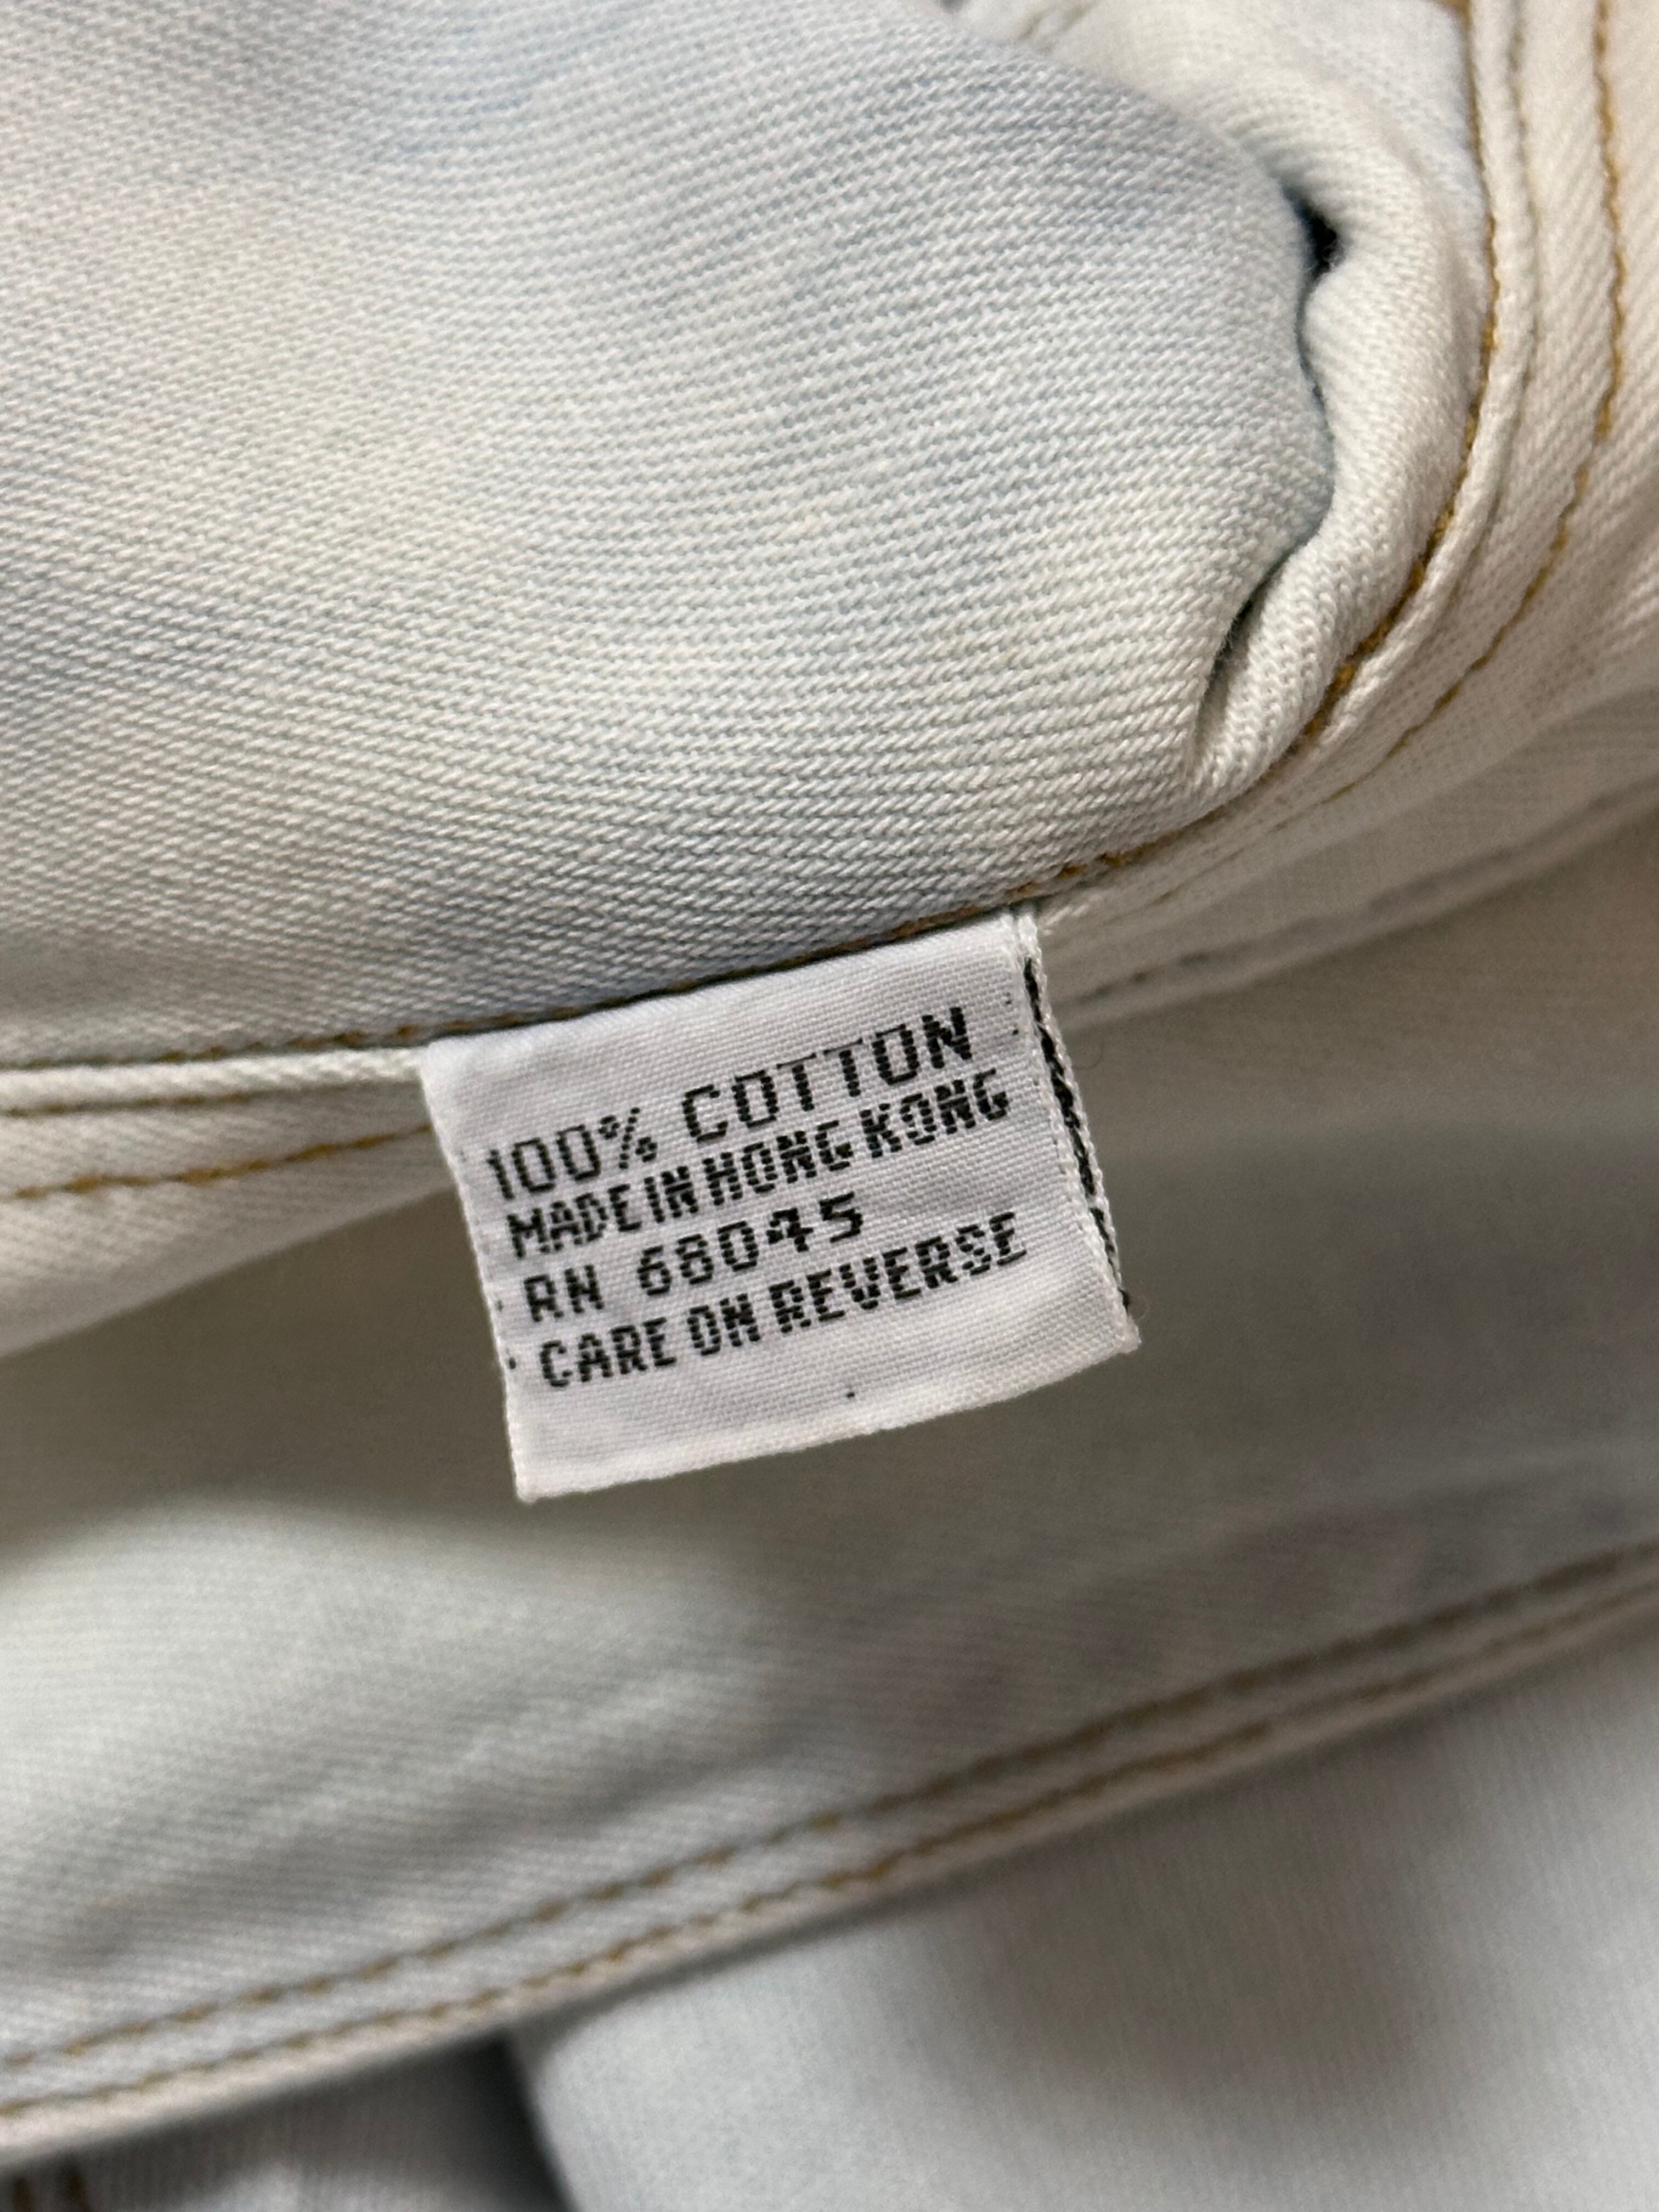 100% COTTON
MADE IN HONG KONG
RN 68045
CARE ON REVERSE